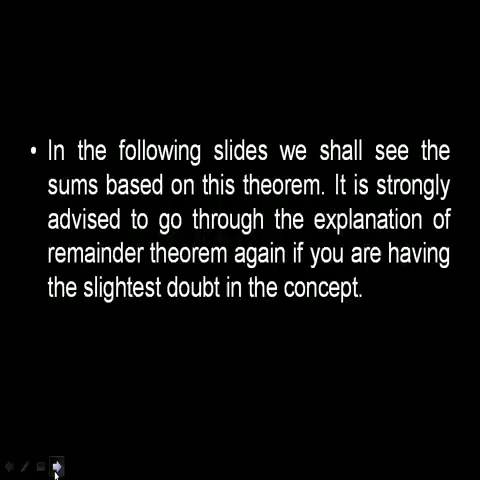 • In the following slides we shall see the
sums based on this theorem. It is strongly
advised to go through the explanation of
remainder theorem again if you are having
the slightest doubt in the concept.